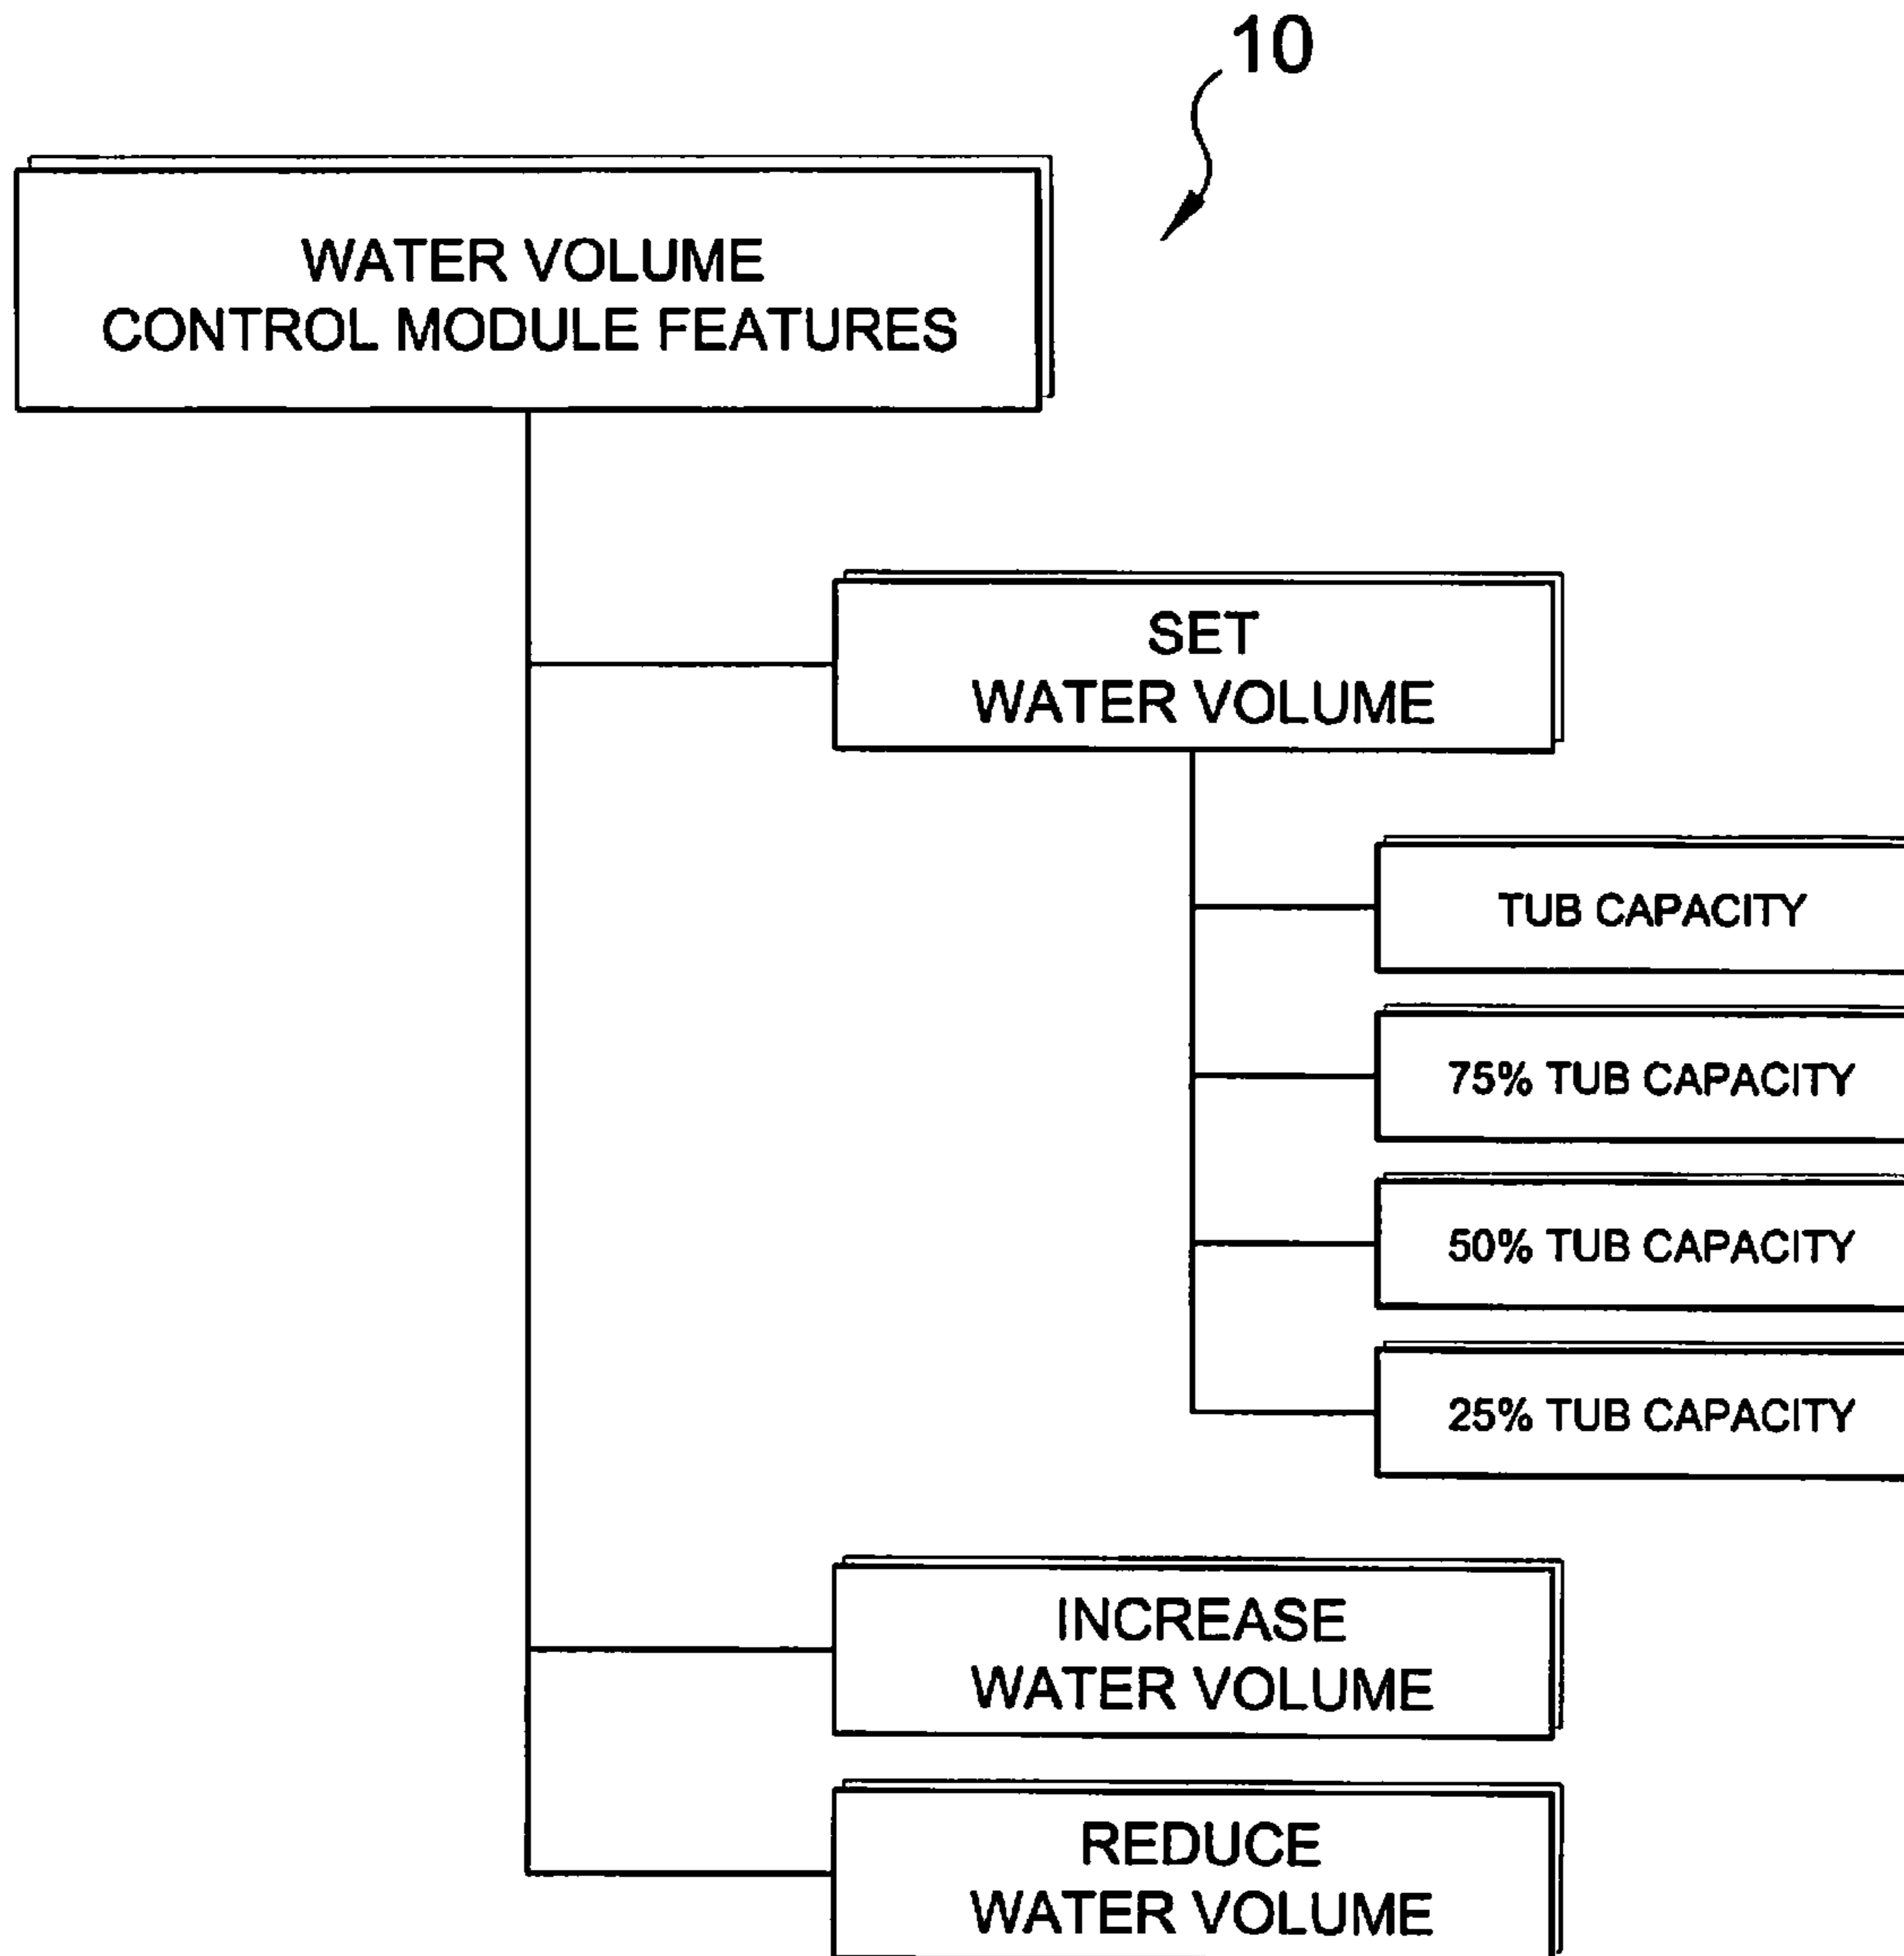 10
WATER VOLUME
CONTROL MODULE FEATURES
SET
WATER VOLUME
TUB CAPACITY
75% TUB CAPACITY
50% TUB CAPACITY
25% TUB CAPACITY
INCREASE
WATER VOLUME
REDUCE
WATER VOLUME